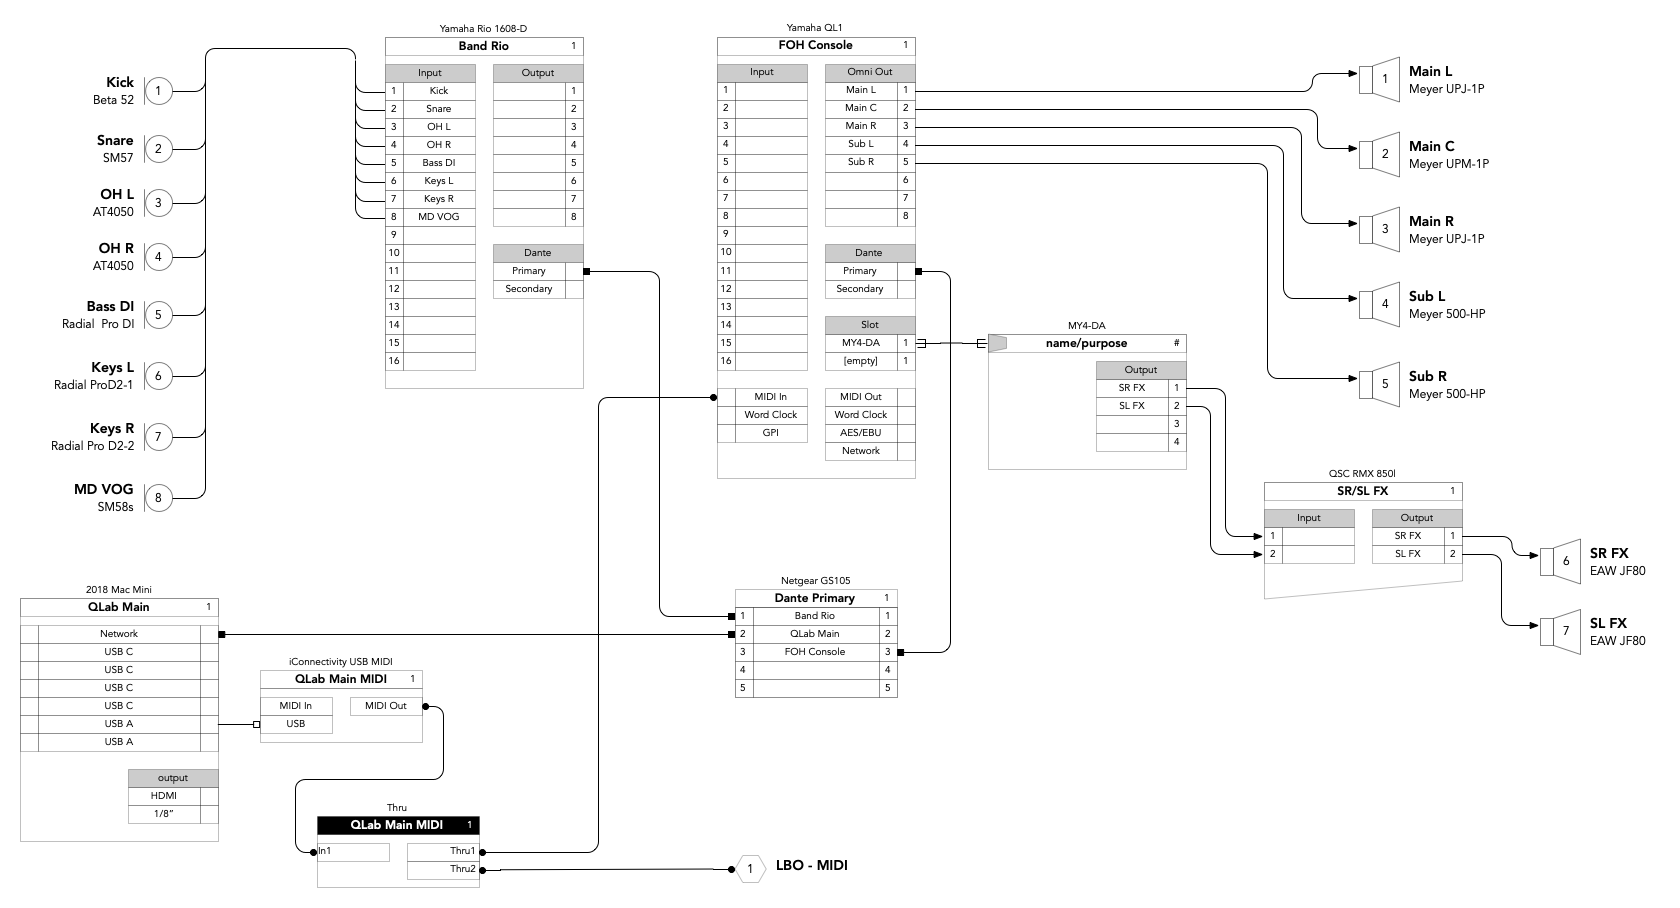 Kick
Beta 52
1
Snare
SM57
2
OH L
AT4050
3
OH R
AT4050
4
Bass DI
Radial  Pro DI
5
Keys L
Radial ProD2-1
6
Keys R
Radial Pro D2-2
7
MD VOG
SM58s
8
Yamaha Rio 1608-D
Band Rio 1
Input Output
1 Kick 1
2 Snare 2
3 OH L 3
4 OH R 4
5 Bass DI 5
6 Keys L 6
7 Keys R 7
8 MD VOG 8
9
10 Dante
11 Primary
12 Secondary
13
14
15
16
Yamaha QL1
FOH Console 1
Input Omni Out
1 Main L 1
2 Main C 2
3 Main R 3
4 Sub L 4
5 Sub R 5
6 6
7 7
8 8
9
10 Dante
11 Primary
12 Secondary
13
14 Slot
15 MY4-DA 1
16 [empty] 1
MIDI In MIDI Out
Word Clock Word Clock
GPI AES/EBU
Network
MY4-DA
name/purpose #
Output
SR FX 1
SL FX 2
3
4
1 Main L
Meyer UPJ-1P
2 Main C
Meyer UPM-1P
3 Main R
Meyer UPJ-1P
4 Sub L
Meyer 500-HP
5 Sub R
Meyer 500-HP
QSC RMX 850l
SR/SL FX 1
Input Output
1 SR FX 1
2 SL FX 2
6 SR FX
EAW JF80
7 SL FX
EAW JF80
2018 Mac Mini
QLab Main 1
Network
USB C
USB C
USB C
USB C
USB A
USB A
output
HDMI
1/8”
iConnectivity USB MIDI
QLab Main MIDI 1
MIDI In MIDI Out
USB
Netgear GS105
Dante Primary 1
1 Band Rio 1
2 QLab Main 2
3 FOH Console 3
4 4
5 5
Thru
QLab Main MIDI 1
In1 Thru1
Thru2
1 LBO - MIDI